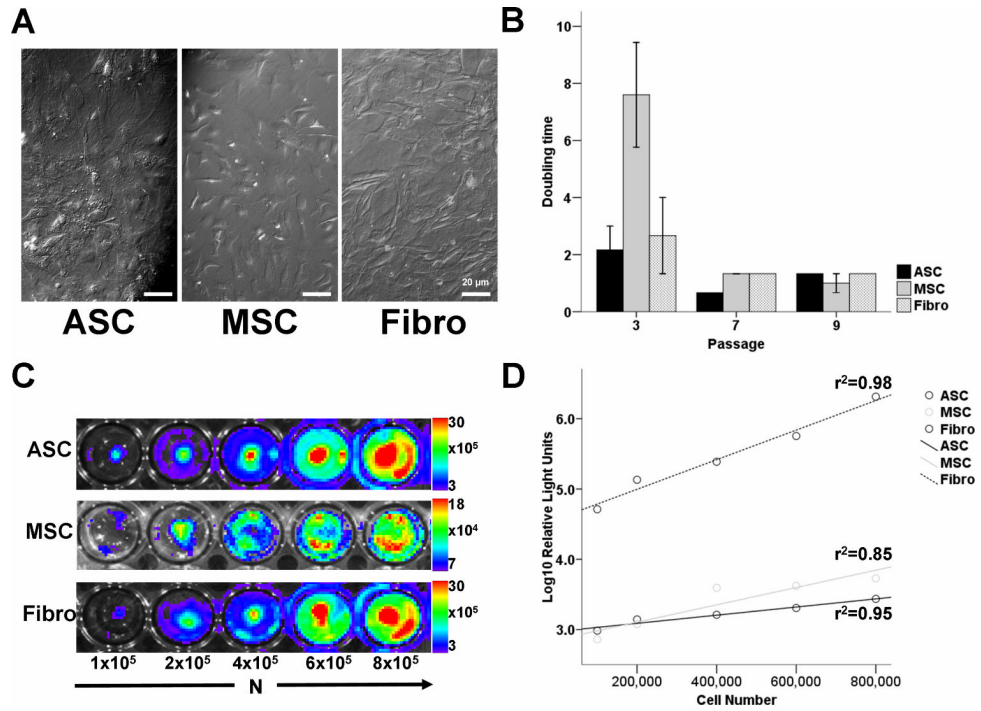 A
20 µm
ASC MSC Fibro
B
10
8
6
4
2
0
Doubling time
3 7 9
Passage
ASC
MSC
Fibro
C
ASC
30
x10⁵
3
MSC
18
x10⁴
7
Fibro
30
x10⁵
3
1x10⁵ 2x10⁵ 4x10⁵ 6x10⁵ 8x10⁵
N
D
r²=0.98
r²=0.85
r²=0.95
6.0
5.0
4.0
3.0
Log10 Relative Light Units
200,000 400,000 600,000 800,000
Cell Number
ASC
MSC
Fibro
ASC
MSC
Fibro